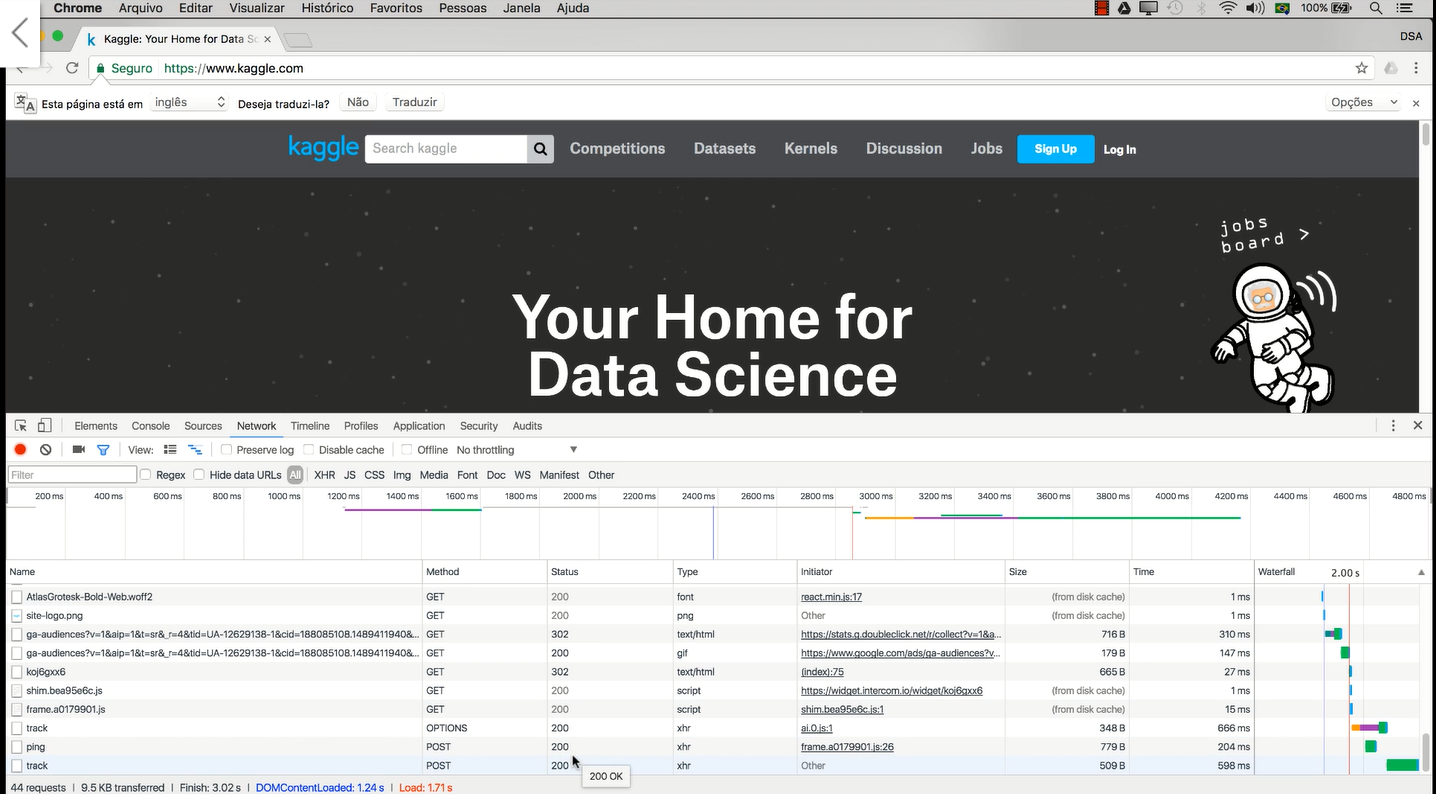 Chrome Arquivo Editar Visualizar Histórico Favoritos Pessoas Janela Ajuda 100%
Kaggle: Your Home for Data Sc × DSA
Seguro https://www.kaggle.com
Esta página está em inglês Deseja traduzi-la? Não Traduzir Opções ×
kaggle Search kaggle Competitions Datasets Kernels Discussion Jobs Sign Up Log In
jobs
board >
Your Home for
Data Science
Elements Console Sources Network Timeline Profiles Application Security Audits
View: Preserve log Disable cache Offline No throttling
Filter Regex Hide data URLs All XHR JS CSS Img Media Font Doc WS Manifest Other
200 ms 400 ms 600 ms 800 ms 1000 ms 1200 ms 1400 ms 1600 ms 1800 ms 2000 ms 2200 ms 2400 ms 2600 ms 2800 ms 3000 ms 3200 ms 3400 ms 3600 ms 3800 ms 4000 ms 4200 ms 4400 ms 4600 ms 4800 ms
Name Method Status Type Initiator Size Time Waterfall 2.00 s
AtlasGrotesk-Bold-Web.woff2 GET 200 font react.min.js:17 (from disk cache) 1 ms
site-logo.png GET 200 png Other (from disk cache) 1 ms
ga-audiences?v=1&aip=1&t=sr&_r=4&tid=UA-12629138-1&cid=188085108.1489411940&... GET 302 text/html https://stats.g.doubleclick.net/r/collect?v=1&a... 716 B 310 ms
ga-audiences?v=1&aip=1&t=sr&_r=4&tid=UA-12629138-1&cid=188085108.1489411940&... GET 200 gif https://www.google.com/ads/ga-audiences?v... 179 B 147 ms
koj6gxx6 GET 302 text/html (index):75 665 B 27 ms
shim.bea95e6c.js GET 200 script https://widget.intercom.io/widget/koj6gxx6 (from disk cache) 1 ms
frame.a0179901.js GET 200 script shim.bea95e6c.js:1 (from disk cache) 15 ms
track OPTIONS 200 xhr ai.0.js:1 348 B 666 ms
ping POST 200 xhr frame.a0179901.js:26 779 B 204 ms
track POST 200 xhr Other 509 B 598 ms
200 OK
44 requests | 9.5 KB transferred | Finish: 3.02 s | DOMContentLoaded: 1.24 s | Load: 1.71 s